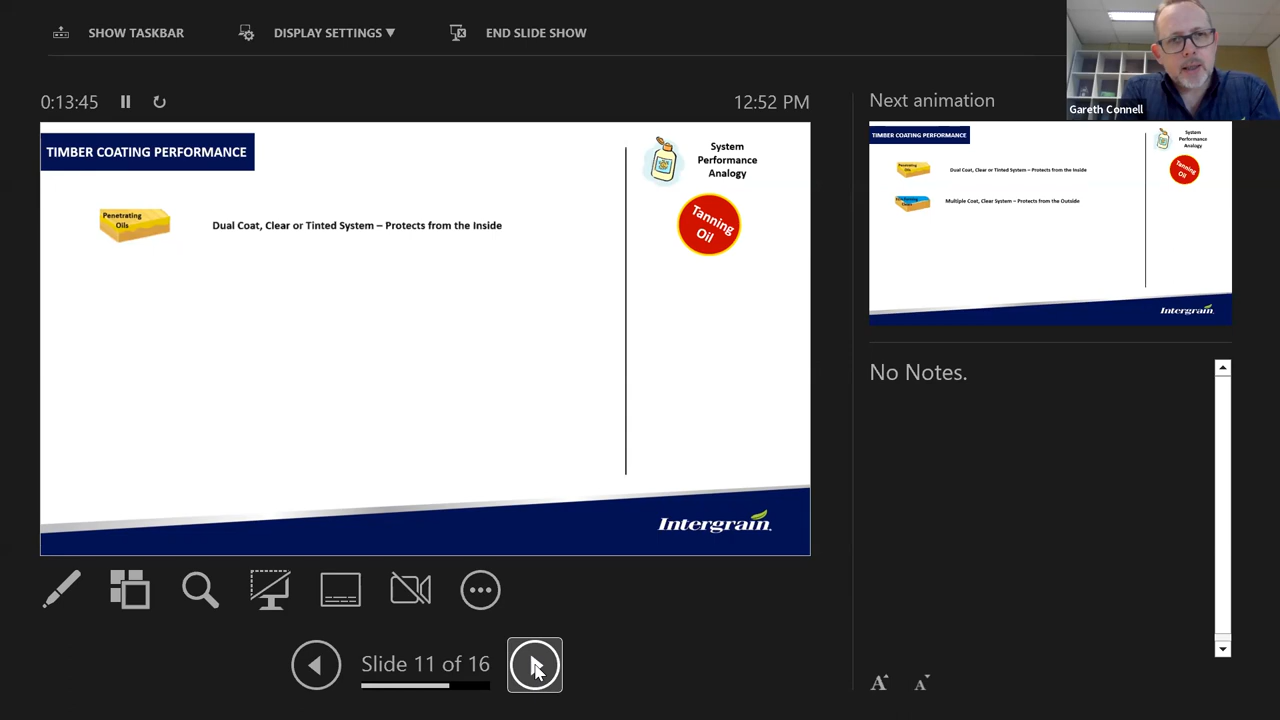 SHOW TASKBAR
DISPLAY SETTINGS ▼
END SLIDE SHOW
Gareth Connell
0:13:45
12:52 PM
TIMBER COATING PERFORMANCE
System
Performance
Analogy
Penetrating
Oils
Dual Coat, Clear or Tinted System – Protects from the Inside
Tanning
Oil
Intergrain
Next animation
TIMBER COATING PERFORMANCE
System
Performance
Analogy
Penetrating
Oils
Dual Coat, Clear or Tinted System – Protects from the Inside
Tanning
Oil
Multiple Coat, Clear System – Protects from the Outside
Intergrain
No Notes.
Slide 11 of 16
A
A